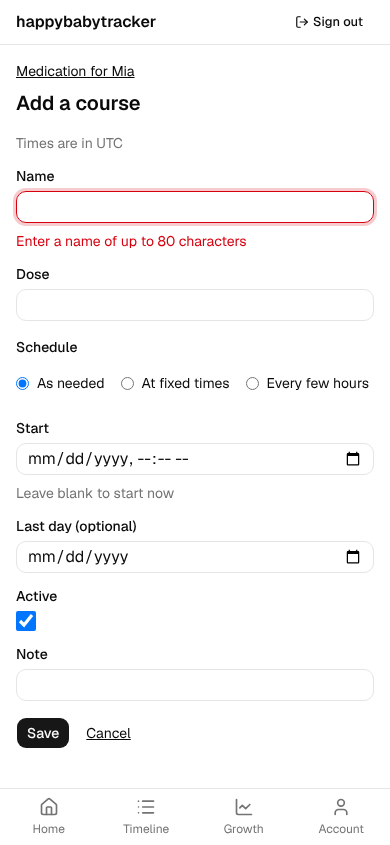 happybabytracker
Sign out
Medication for Mia
Add a course
Times are in UTC
Name
Enter a name of up to 80 characters
Dose
Schedule
As needed At fixed times Every few hours
Start
mm/dd/yyyy, --:-- --
Leave blank to start now
Last day (optional)
mm/dd/yyyy
Active
Note
Save Cancel
Home Timeline Growth Account